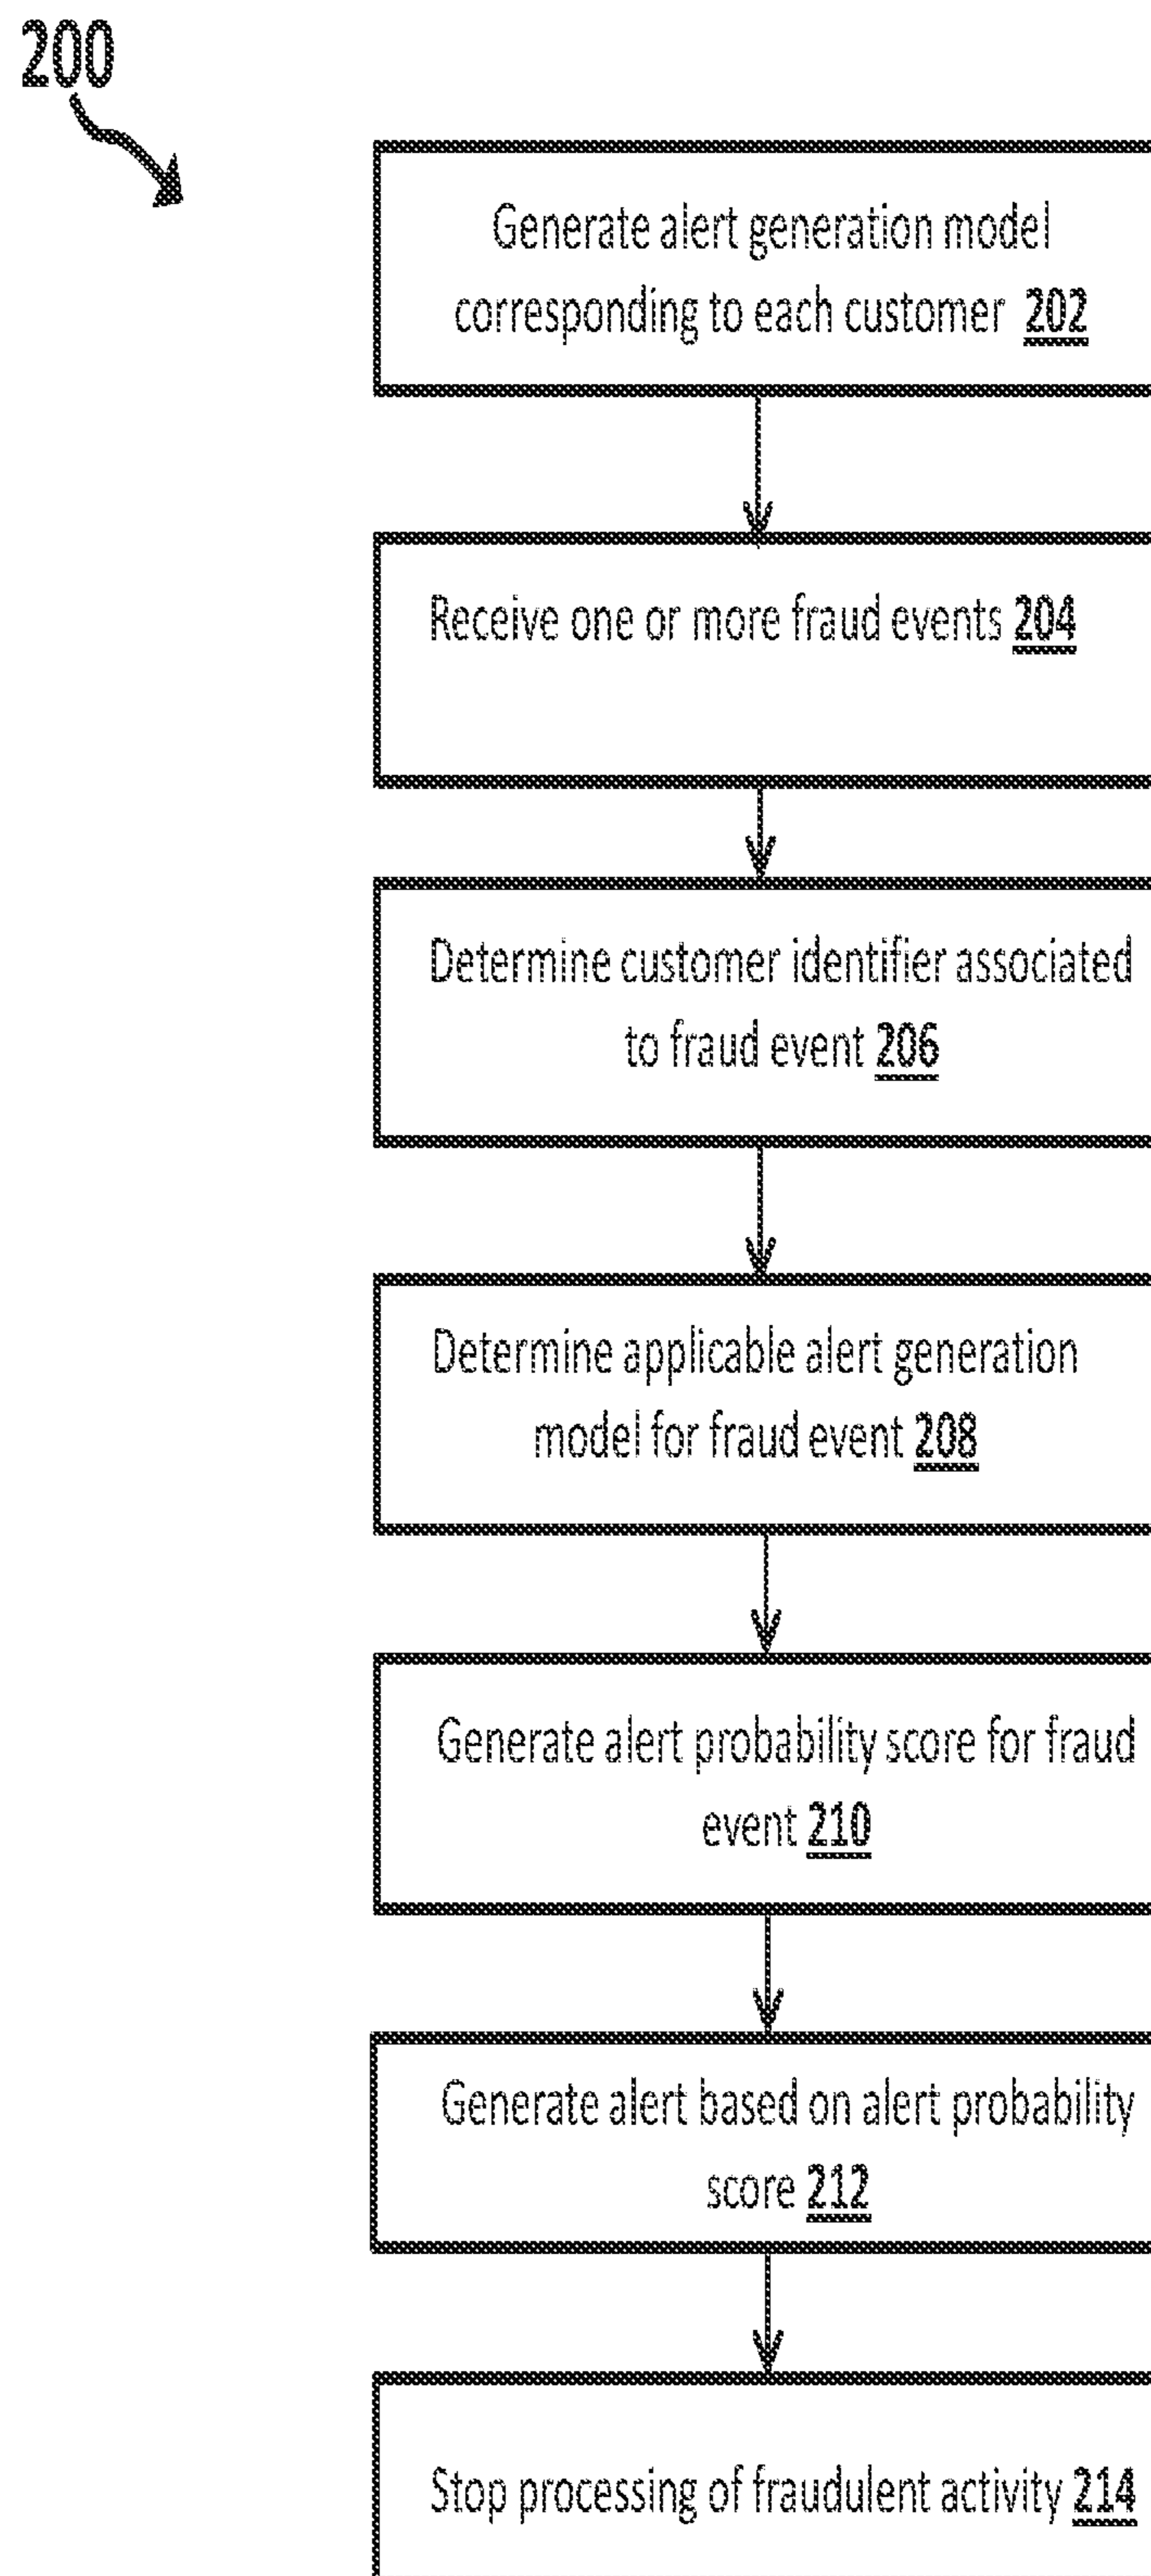 200
Generate alert generation model
corresponding to each customer 202
Receive one or more fraud events 204
Determine customer identifier associated
to fraud event 206
Determine applicable alert generation
model for fraud event 208
Generate alert probability score for fraud
event 210
Generate alert based on alert probability
score 212
Stop processing of fraudulent activity 214